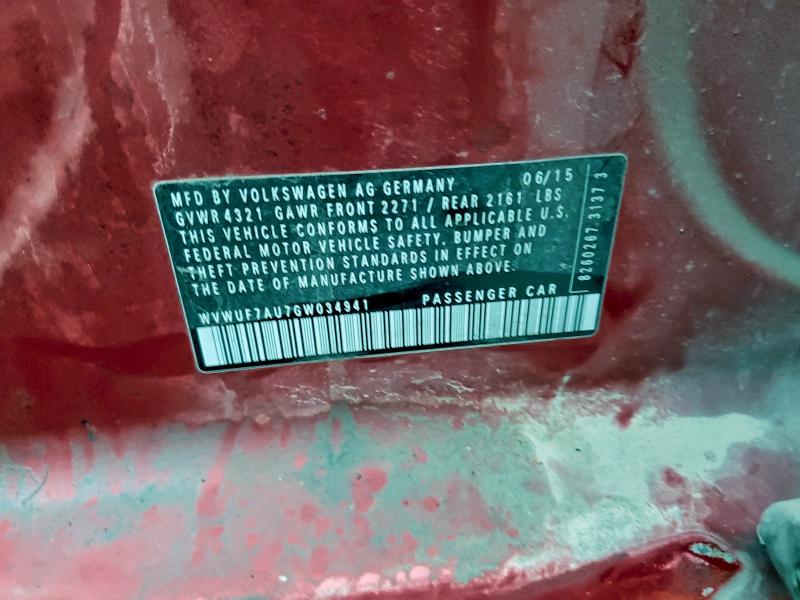 MFD BY VOLKSWAGEN AG GERMANY 06/15
GVWR 4321 GAWR FRONT 2271 / REAR 2161 LBS
THIS VEHICLE CONFORMS TO ALL APPLICABLE U.S.
FEDERAL MOTOR VEHICLE SAFETY, BUMPER AND
THEFT PREVENTION STANDARDS IN EFFECT ON
THE DATE OF MANUFACTURE SHOWN ABOVE.
WVWUF7AU7GW034941 PASSENGER CAR
8260267 3137 3